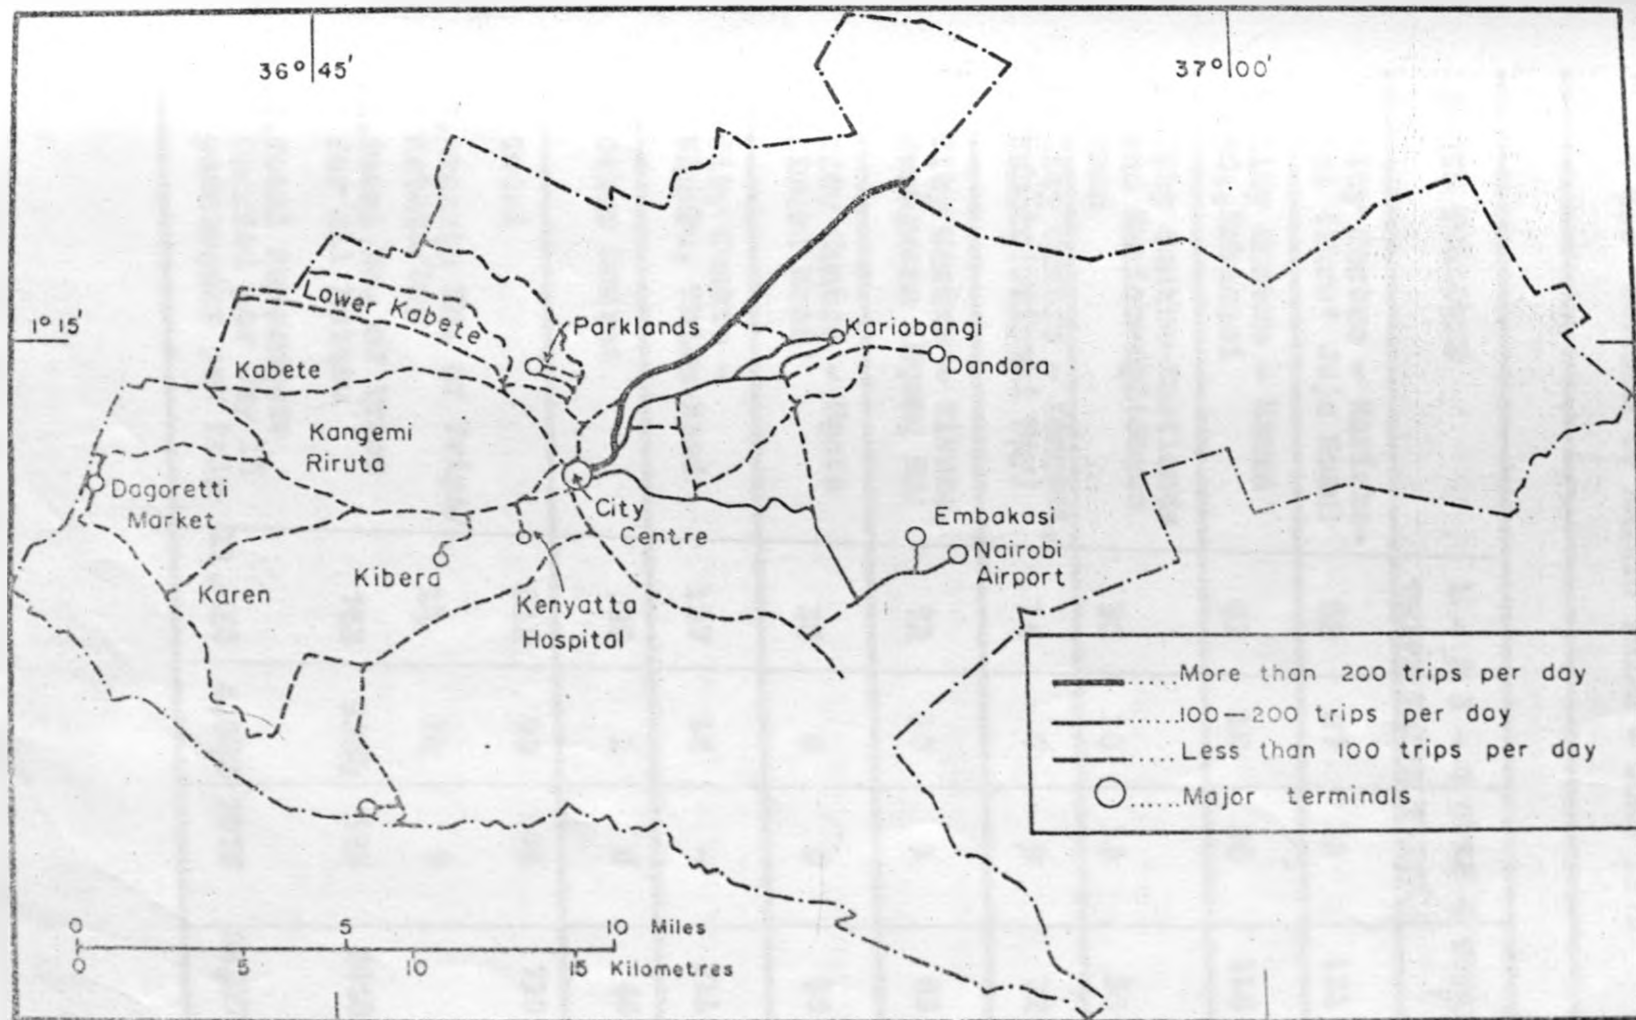 36° 45'
37° 00'
1° 15'
Lower Kabete
Parklands
Kariobangi
Dandora
Kabete
Kangemi
Riruta
Dagoretti
Market
City
Centre
Embakasi
Nairobi
Airport
Kibera
Karen
Kenyatta
Hospital
......More than 200 trips per day
......100—200 trips per day
......Less than 100 trips per day
......Major terminals
0 5 10 Miles
0 5 10 15 Kilometres